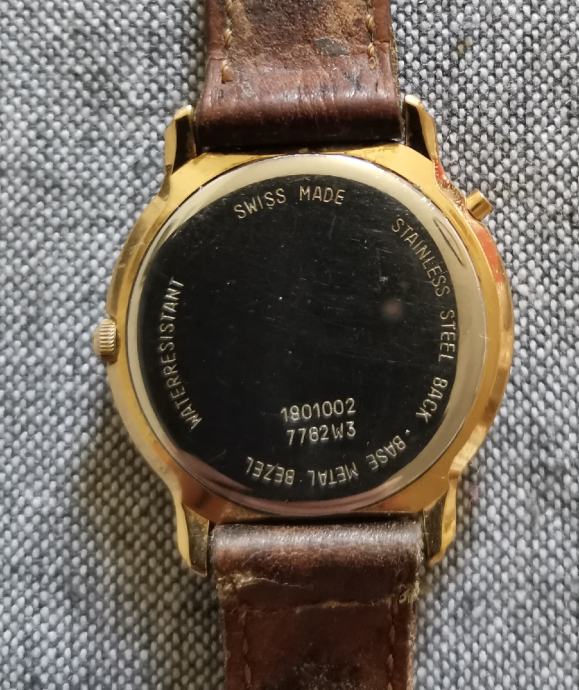 SWISS MADE
STAINLESS STEEL BACK · BASE METAL BEZEL
WATERRESISTANT
1901002
7762W3